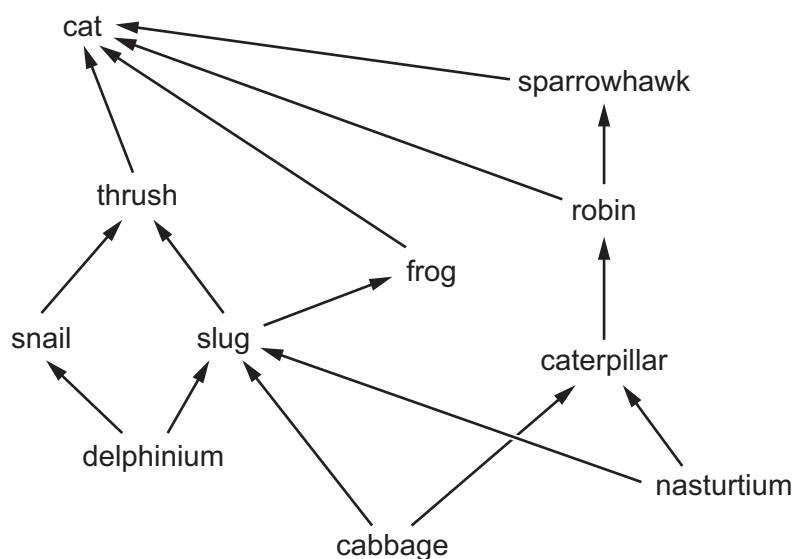 cat
sparrowhawk
thrush
robin
frog
snail
slug
caterpillar
delphinium
nasturtium
cabbage